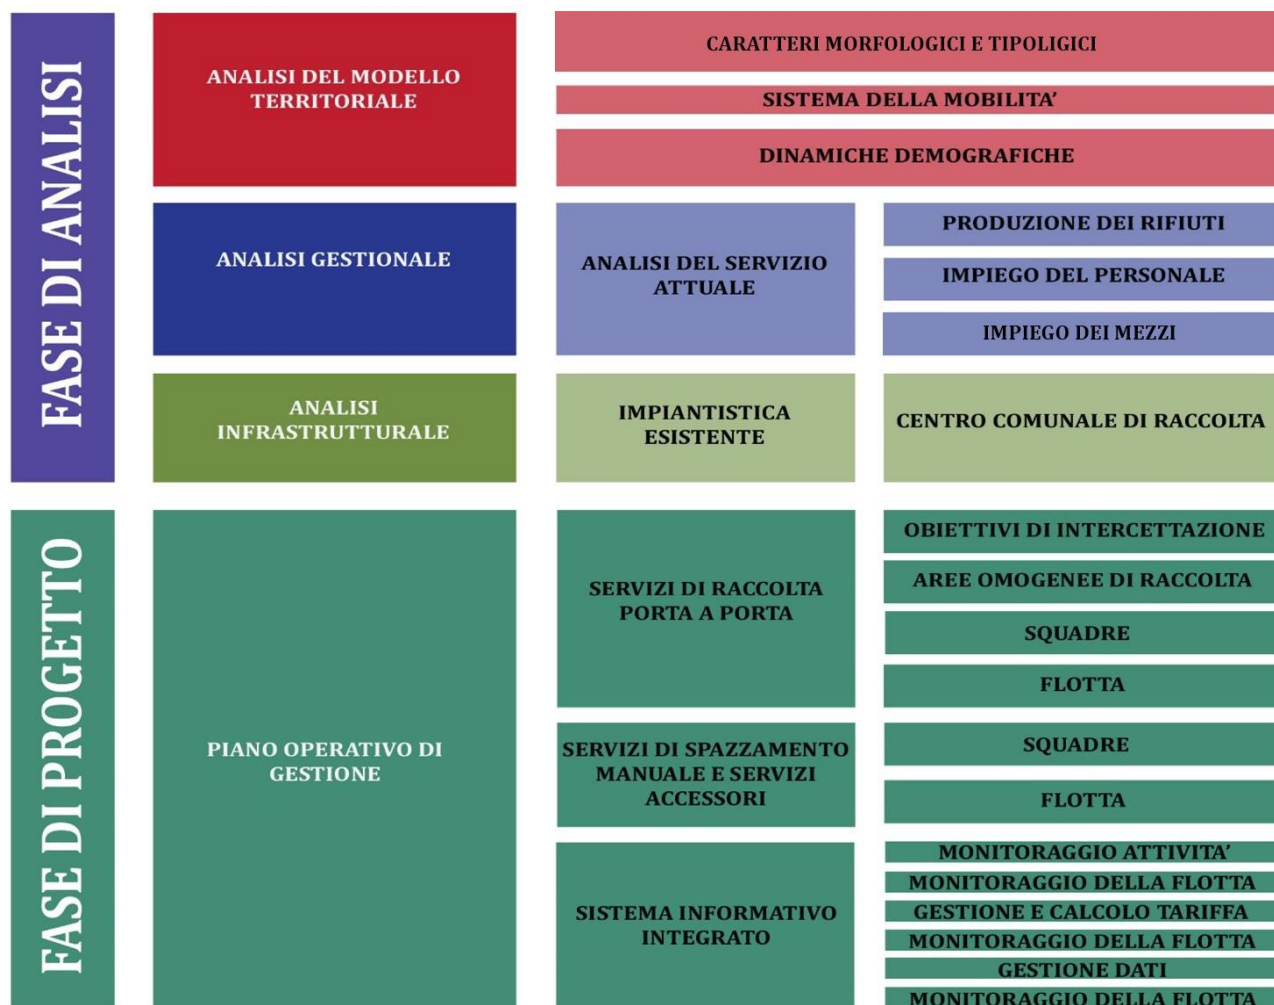 FASE DI ANALISI
ANALISI DEL MODELLO
TERRITORIALE
CARATTERI MORFOLOGICI E TIPOLIGICI
SISTEMA DELLA MOBILITA’
DINAMICHE DEMOGRAFICHE
ANALISI GESTIONALE
ANALISI DEL SERVIZIO
ATTUALE
PRODUZIONE DEI RIFIUTI
IMPIEGO DEL PERSONALE
IMPIEGO DEI MEZZI
ANALISI
INFRASTRUTTURALE
IMPIANTISTICA
ESISTENTE
CENTRO COMUNALE DI RACCOLTA
FASE DI PROGETTO
PIANO OPERATIVO DI
GESTIONE
SERVIZI DI RACCOLTA
PORTA A PORTA
OBIETTIVI DI INTERCETTAZIONE
AREE OMOGENEE DI RACCOLTA
SQUADRE
FLOTTA
SERVIZI DI SPAZZAMENTO
MANUALE E SERVIZI
ACCESSORI
SQUADRE
FLOTTA
SISTEMA INFORMATIVO
INTEGRATO
MONITORAGGIO ATTIVITA’
MONITORAGGIO DELLA FLOTTA
GESTIONE E CALCOLO TARIFFA
MONITORAGGIO DELLA FLOTTA
GESTIONE DATI
MONITORAGGIO DELLA FLOTTA